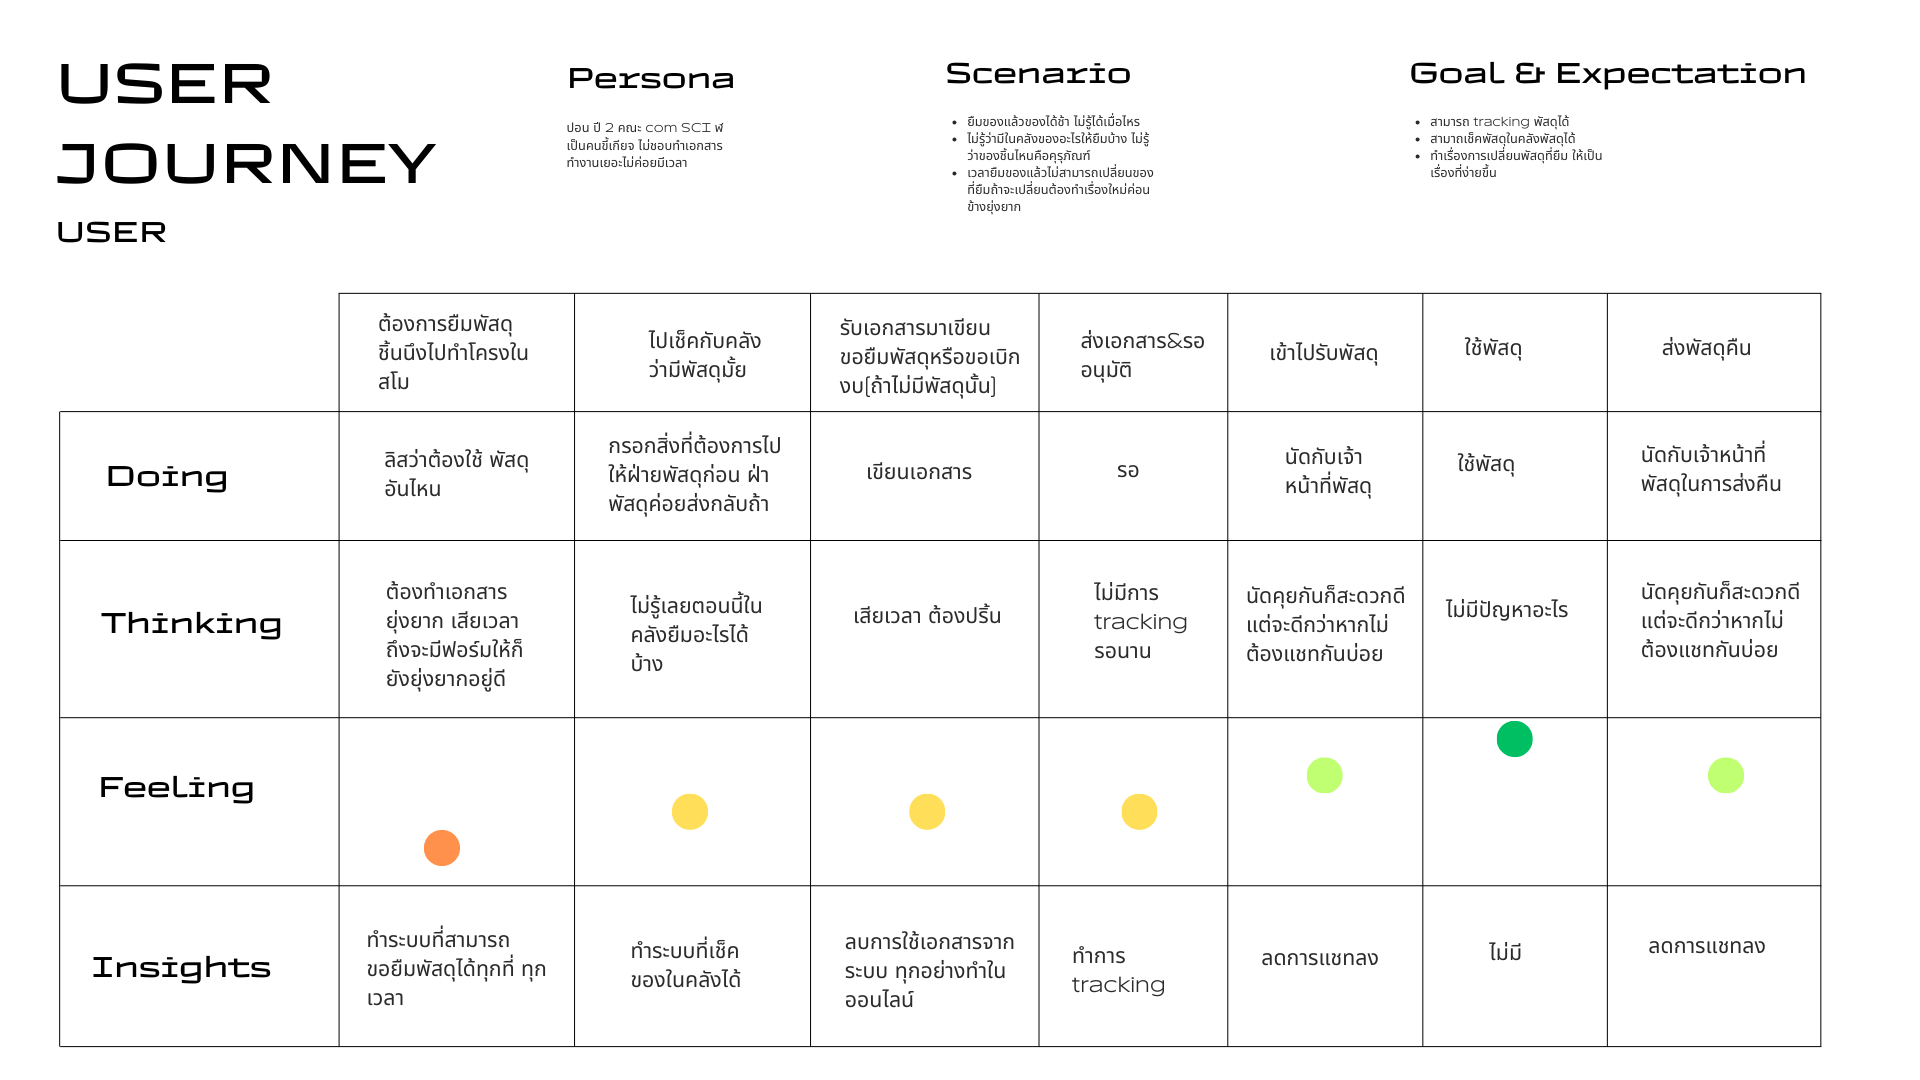 USER
JOURNEY
USER
Persona
ปอน ปี 2 คณะ com SCI ฬ
เป็นคนขี้เกียจ ไม่ชอบทำเอกสาร
ทำงานเยอะไม่ค่อยมีเวลา
Scenario
• ยืมของแล้วของได้ช้า ไม่รู้ได้เมื่อไหร
• ไม่รู้ว่ามีในคลังของอะไรให้ยืมบ้าง ไม่รู้
ว่าของชิ้นไหนคือคุรุภัณฑ์
• เวลายืมของแล้วไม่สามารถเปลี่ยนของ
ที่ยืมถ้าจะเปลี่ยนต้องทำเรื่องใหม่ค่อน
ข้างยุ่งยาก
Goal & Expectation
• สามารถ tracking พัสดุได้
• สามาถเช็คพัสดุในคลังพัสดุได้
• ทำเรื่องการเปลี่ยนพัสดุที่ยืม ให้เป็น
เรื่องที่ง่ายขึ้น
ต้องการยืมพัสดุ
ชิ้นนึงไปทำโครงใน
สโม
ไปเช็คกับคลัง
ว่ามีพัสดุมั้ย
รับเอกสารมาเขียน
ขอยืมพัสดุหรือขอเบิก
งบ(ถ้าไม่มีพัสดุนั้น)
ส่งเอกสาร&รอ
อนุมัติ
เข้าไปรับพัสดุ
ใช้พัสดุ
ส่งพัสดุคืน
Doing
ลิสว่าต้องใช้ พัสดุ
อันไหน
กรอกสิ่งที่ต้องการไป
ให้ฝ่ายพัสดุก่อน ฝ่า
พัสดุค่อยส่งกลับถ้า
เขียนเอกสาร
รอ
นัดกับเจ้า
หน้าที่พัสดุ
ใช้พัสดุ
นัดกับเจ้าหน้าที่
พัสดุในการส่งคืน
Thinking
ต้องทำเอกสาร
ยุ่งยาก เสียเวลา
ถึงจะมีฟอร์มให้ก็
ยังยุ่งยากอยู่ดี
ไม่รู้เลยตอนนี้ใน
คลังยืมอะไรได้
บ้าง
เสียเวลา ต้องปริ้น
ไม่มีการ
tracking
รอนาน
นัดคุยกันก็สะดวกดี
แต่จะดีกว่าหากไม่
ต้องแชทกันบ่อย
ไม่มีปัญหาอะไร
นัดคุยกันก็สะดวกดี
แต่จะดีกว่าหากไม่
ต้องแชทกันบ่อย
Feeling
Insights
ทำระบบที่สามารถ
ขอยืมพัสดุได้ทุกที่ ทุก
เวลา
ทำระบบที่เช็ค
ของในคลังได้
ลบการใช้เอกสารจาก
ระบบ ทุกอย่างทำใน
ออนไลน์
ทำการ
tracking
ลดการแชทลง
ไม่มี
ลดการแชทลง